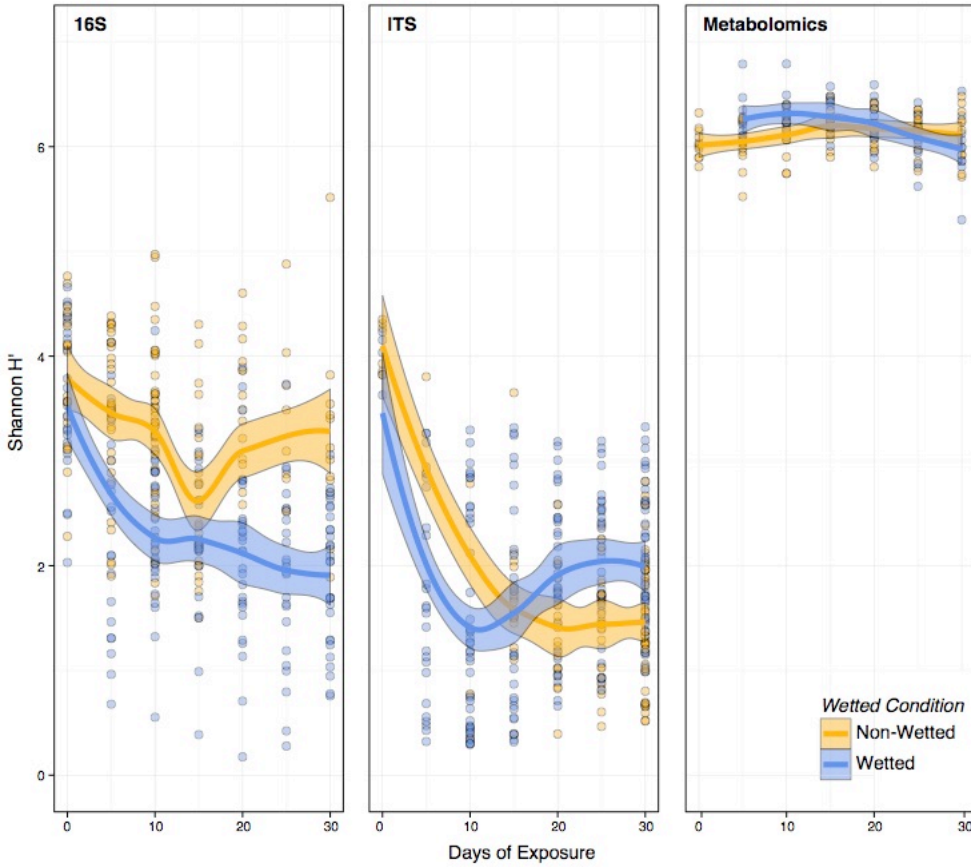 16S
ITS
Metabolomics
Shannon H'
6
4
2
0
Wetted Condition
Non-Wetted
Wetted
0 10 20 30 0 10 20 30 0 10 20 30
Days of Exposure